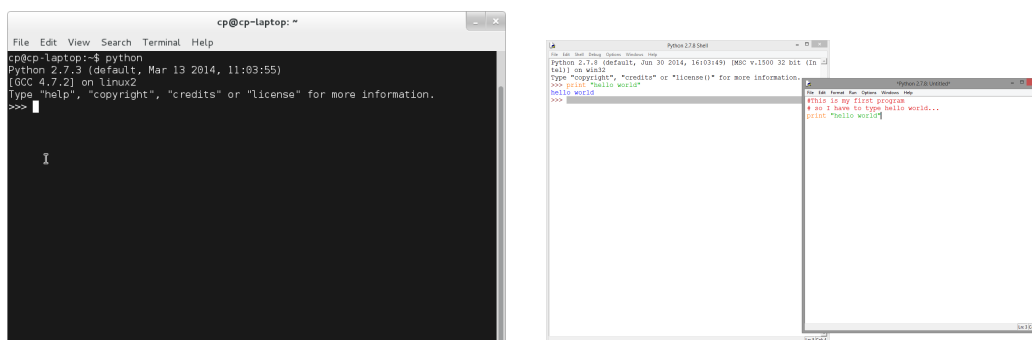 cp@cp-laptop: ~
File Edit View Search Terminal Help
cp@cp-laptop:~$ python
Python 2.7.3 (default, Mar 13 2014, 11:03:55)
[GCC 4.7.2] on linux2
Type "help", "copyright", "credits" or "license" for more information.
>>>
Python 2.7.8 Shell
File Edit Shell Debug Options Windows Help
Python 2.7.8 (default, Jun 30 2014, 16:03:49) [MSC v.1500 32 bit (In
tel)] on win32
Type "copyright", "credits" or "license()" for more information.
>>> print "hello world"
hello world
>>>
*Python 2.7.8: Untitled*
File Edit Format Run Options Windows Help
#This is my first program
# so I have to type hello world...
print "hello world"